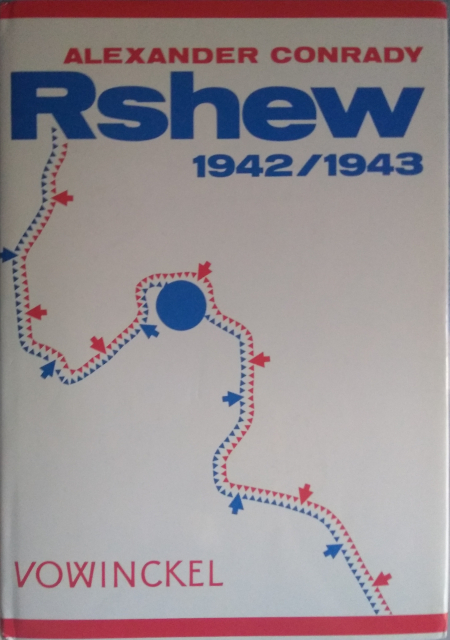 ALEXANDER CONRADY
Rshew
1942/1943
VOWINCKEL